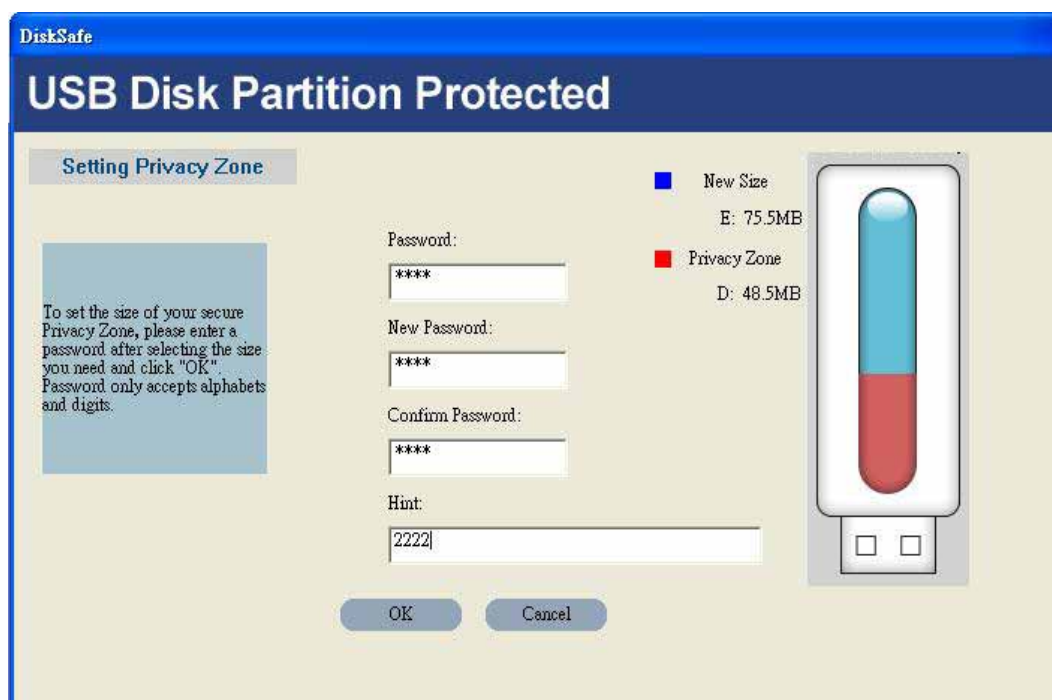 DiskSafe
USB Disk Partition Protected
Setting Privacy Zone
To set the size of your secure
Privacy Zone, please enter a
password after selecting the size
you need and click "OK".
Password only accepts alphabets
and digits.
Password:
****
New Password:
****
Confirm Password:
****
Hint:
2222
OK
Cancel
New Size
E: 75.5MB
Privacy Zone
D: 48.5MB